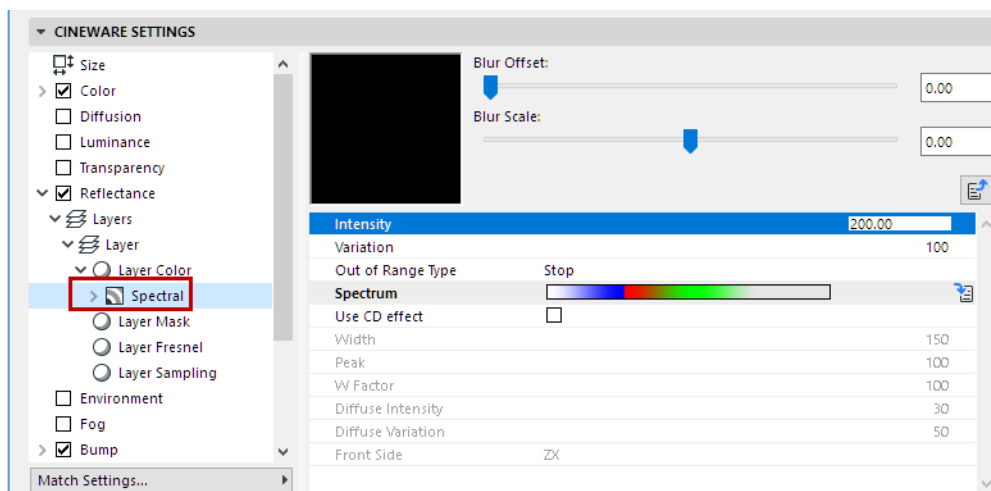 CINEWARE SETTINGS
Size
Color
Diffusion
Luminance
Transparency
Reflectance
Layers
Layer
Layer Color
Spectral
Layer Mask
Layer Fresnel
Layer Sampling
Environment
Fog
Bump
Match Settings...
Blur Offset:
0.00
Blur Scale:
0.00
Intensity 200.00
Variation 100
Out of Range Type Stop
Spectrum
Use CD effect
Width 150
Peak 100
W Factor 100
Diffuse Intensity 30
Diffuse Variation 50
Front Side ZX